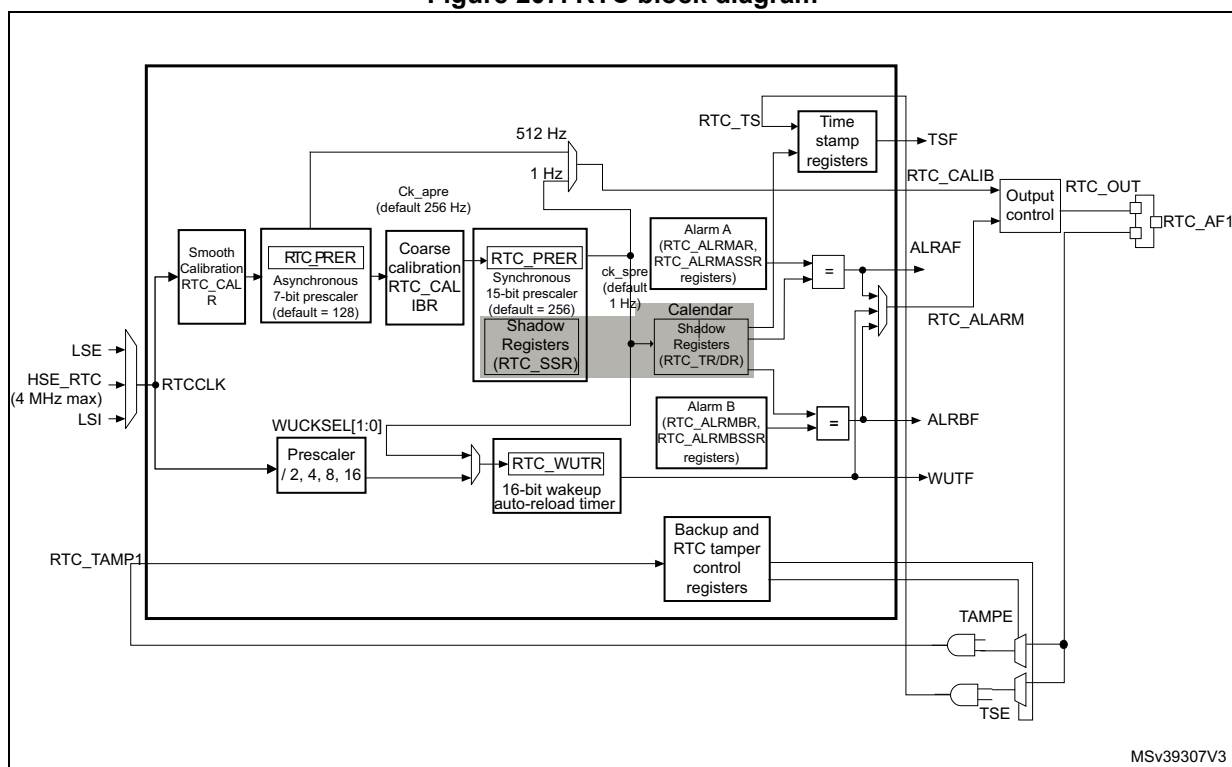 Figure 207. RTC block diagram
RTC_TS
Time
stamp
registers
TSF
512 Hz
1 Hz
RTC_CALIB
Output
control
RTC_OUT
RTC_AF1
Ck_apre
(default 256 Hz)
Smooth
Calibration
RTC_CAL
R
RTC_PRER
Asynchronous
7-bit prescaler
(default = 128)
Coarse
calibration
RTC_CAL
IBR
RTC_PRER
Synchronous
15-bit prescaler
(default = 256)
Shadow
Registers
(RTC_SSR)
ck_spre
(default
1 Hz)
Alarm A
(RTC_ALRMAR,
RTC_ALRMASSR
registers)
=
ALRAF
Calendar
Shadow
Registers
(RTC_TR/DR)
RTC_ALARM
LSE
HSE_RTC
(4 MHz max)
LSI
RTCCLK
Alarm B
(RTC_ALRMBR,
RTC_ALRMBSSR
registers)
=
ALRBF
WUCKSEL[1:0]
Prescaler
/ 2, 4, 8, 16
RTC_WUTR
16-bit wakeup
auto-reload timer
WUTF
RTC_TAMP1
Backup and
RTC tamper
control
registers
TAMPE
TSE
MSv39307V3